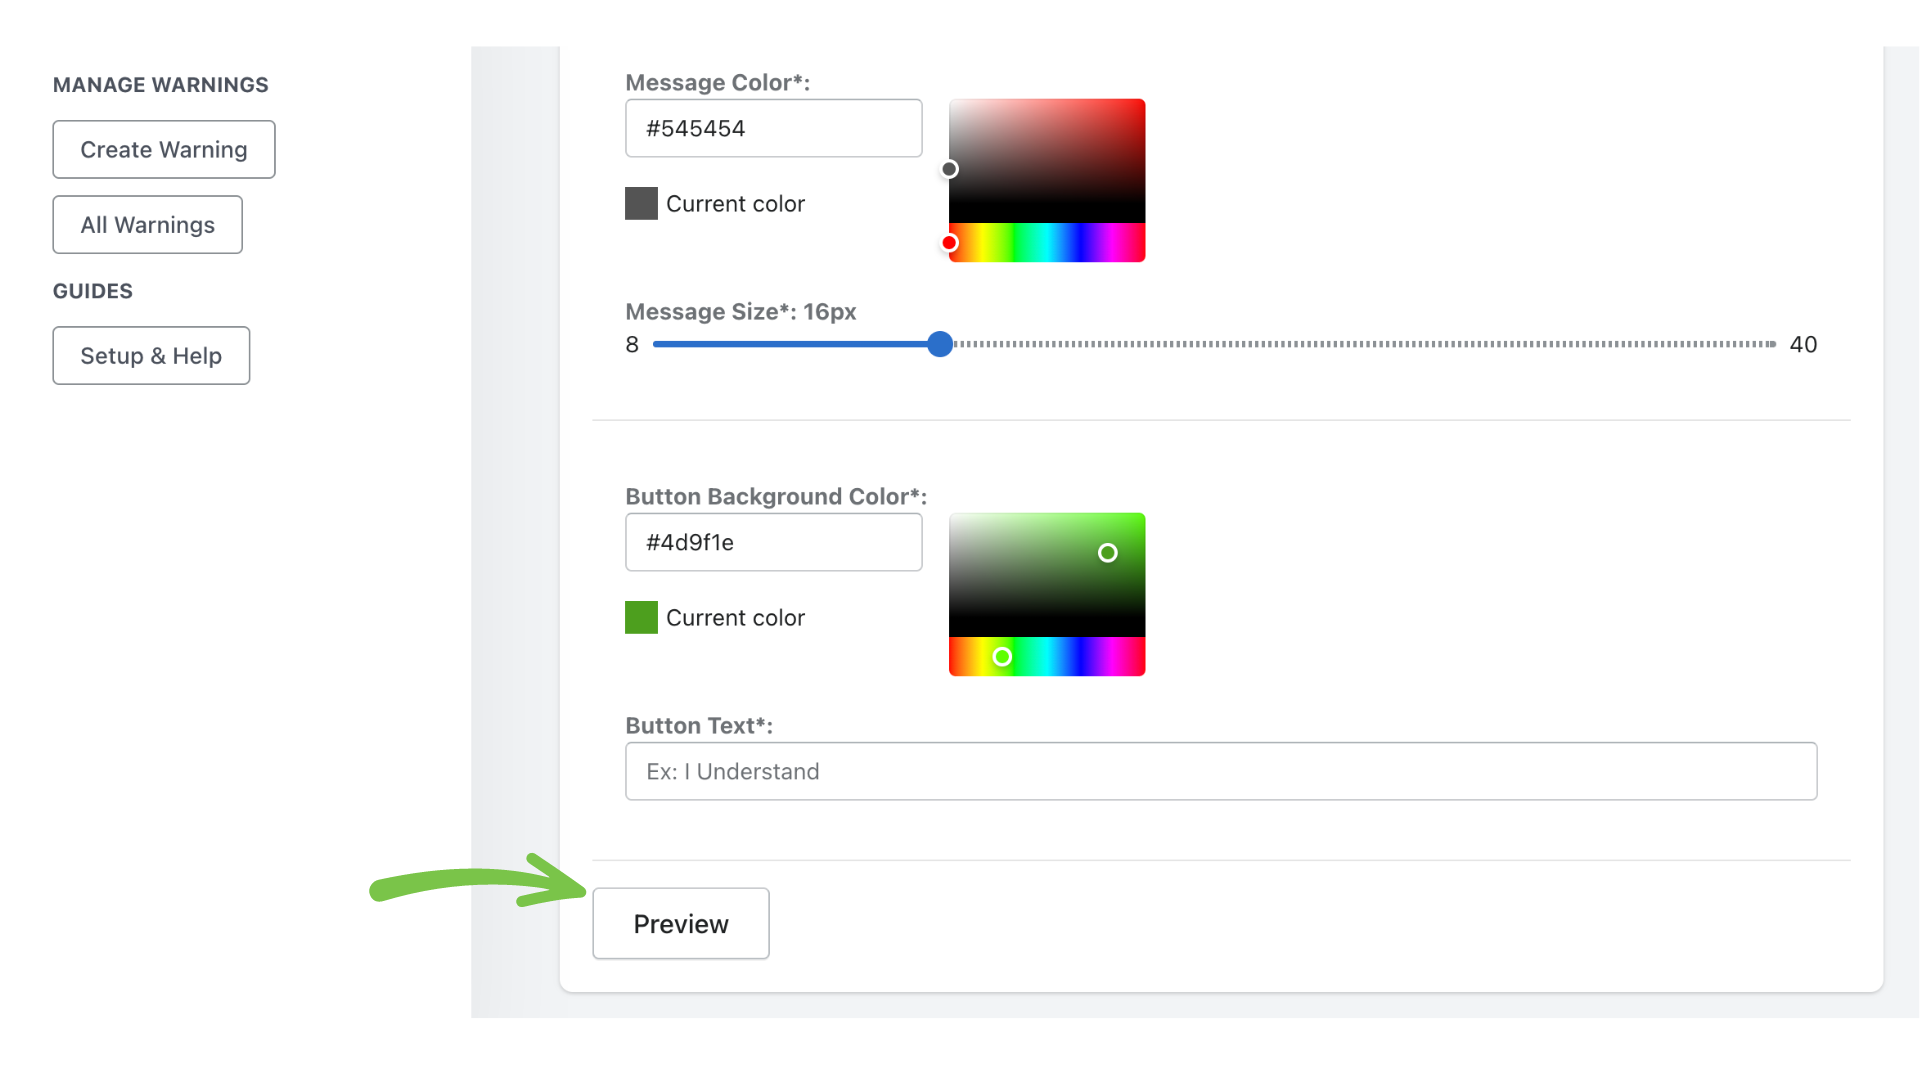 MANAGE WARNINGS
Create Warning
All Warnings
GUIDES
Setup & Help
Message Color*:
#545454
Current color
Message Size*: 16px
8
40
Button Background Color*:
#4d9f1e
Current color
Button Text*:
Ex: I Understand
Preview